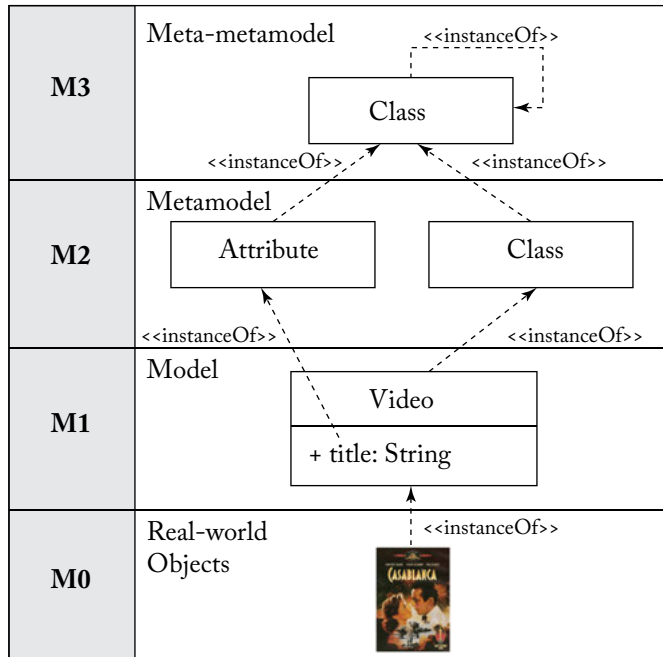 Meta-metamodel
<<instanceOf>>
M3
Class
<<instanceOf>>
<<instanceOf>>
Metamodel
M2
Attribute
Class
<<instanceOf>>
<<instanceOf>>
Model
M1
Video
+ title: String
Real-world
Objects
<<instanceOf>>
M0
CASABLANCA